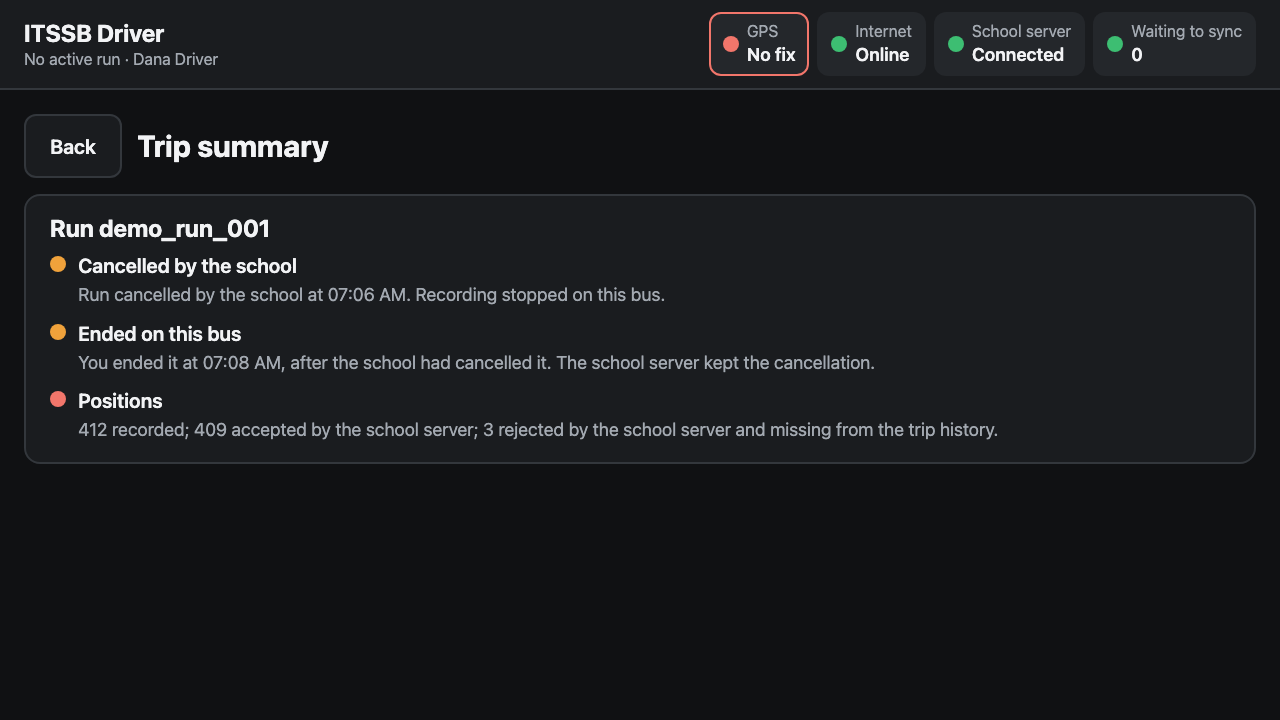 ITSSB Driver
No active run · Dana Driver
GPS
No fix
Internet
Online
School server
Connected
Waiting to sync
0
Back
Trip summary
Run demo_run_001
Cancelled by the school
Run cancelled by the school at 07:06 AM. Recording stopped on this bus.
Ended on this bus
You ended it at 07:08 AM, after the school had cancelled it. The school server kept the cancellation.
Positions
412 recorded; 409 accepted by the school server; 3 rejected by the school server and missing from the trip history.